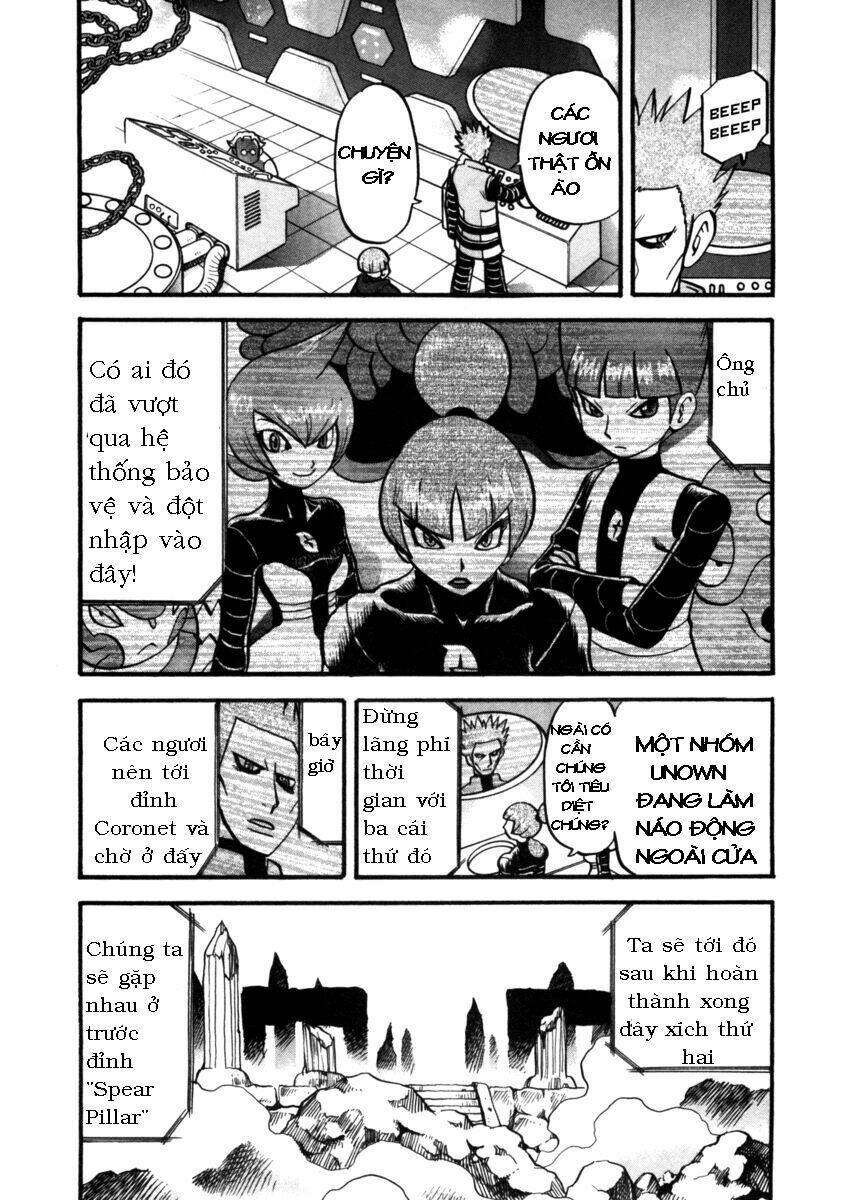 BEEEP
BEEEP
CÁC
NGƯƠI
THẬT ỒN
ÀO
CHUYỆN
GÌ?
Ông
chủ
Có ai đó
đã vượt
qua hệ
thống bảo
vệ và đột
nhập vào
đây!
MỘT NHÓM
UNOWN
ĐANG LÀM
NÁO ĐỘNG
NGOÀI CỬA
NGÀI CÓ
CẦN
CHÚNG
TÔI TIÊU
DIỆT
CHÚNG?
Đừng
lãng phí
thời
gian với
ba cái
thứ đó
bây
giờ
Các ngươi
nên tới
đỉnh
Coronet và
chờ ở đấy
Ta sẽ tới đó
sau khi hoàn
thành xong
dây xích thứ
hai
Chúng ta
sẽ gặp
nhau ở
trước
đỉnh
"Spear
Pillar"